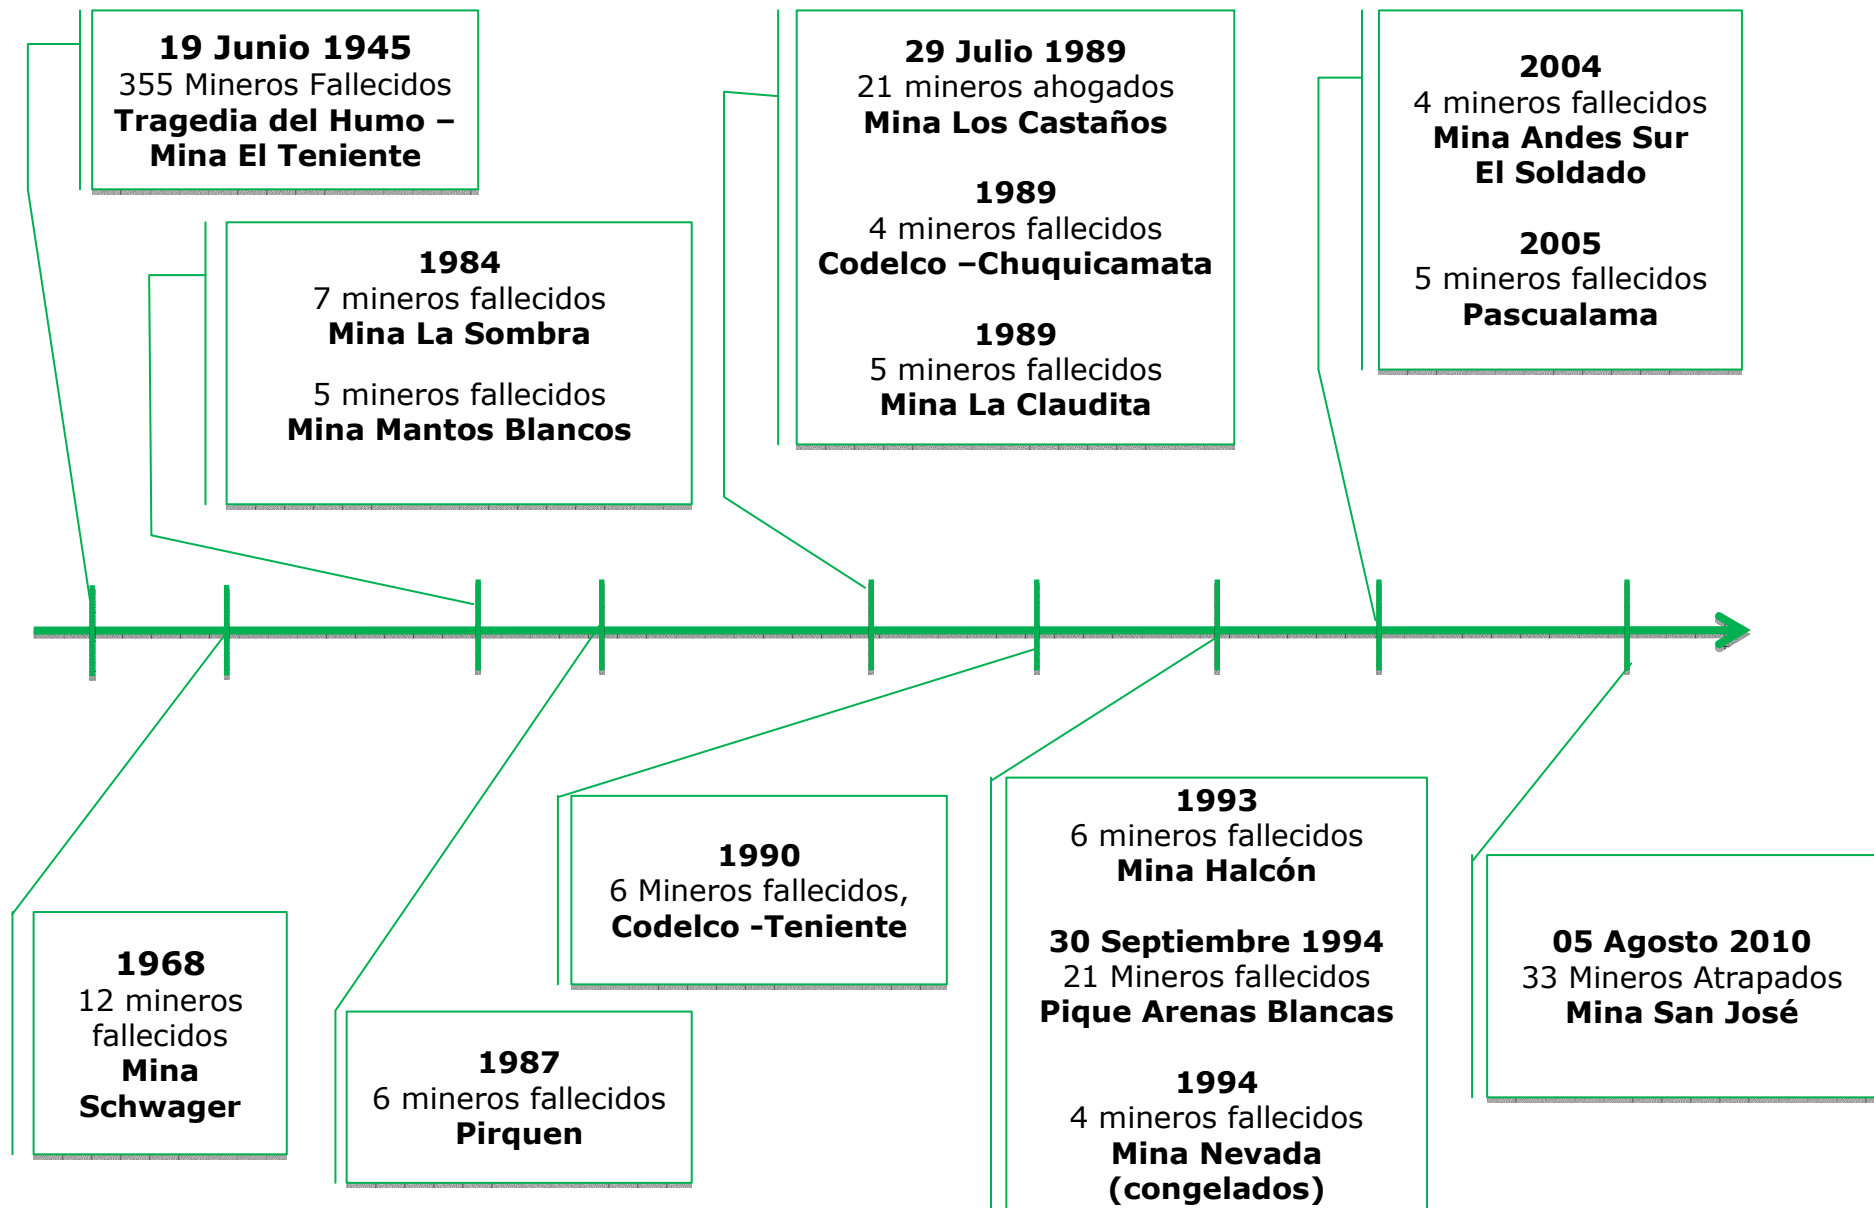 19 Junio 1945
355 Mineros Fallecidos
Tragedia del Humo –
Mina El Teniente
1984
7 mineros fallecidos
Mina La Sombra
5 mineros fallecidos
Mina Mantos Blancos
29 Julio 1989
21 mineros ahogados
Mina Los Castaños
1989
4 mineros fallecidos
Codelco –Chuquicamata
1989
5 mineros fallecidos
Mina La Claudita
2004
4 mineros fallecidos
Mina Andes Sur
El Soldado
2005
5 mineros fallecidos
Pascualama
1968
12 mineros
fallecidos
Mina
Schwager
1987
6 mineros fallecidos
Pirquen
1990
6 Mineros fallecidos,
Codelco -Teniente
1993
6 mineros fallecidos
Mina Halcón
30 Septiembre 1994
21 Mineros fallecidos
Pique Arenas Blancas
1994
4 mineros fallecidos
Mina Nevada
(congelados)
05 Agosto 2010
33 Mineros Atrapados
Mina San José